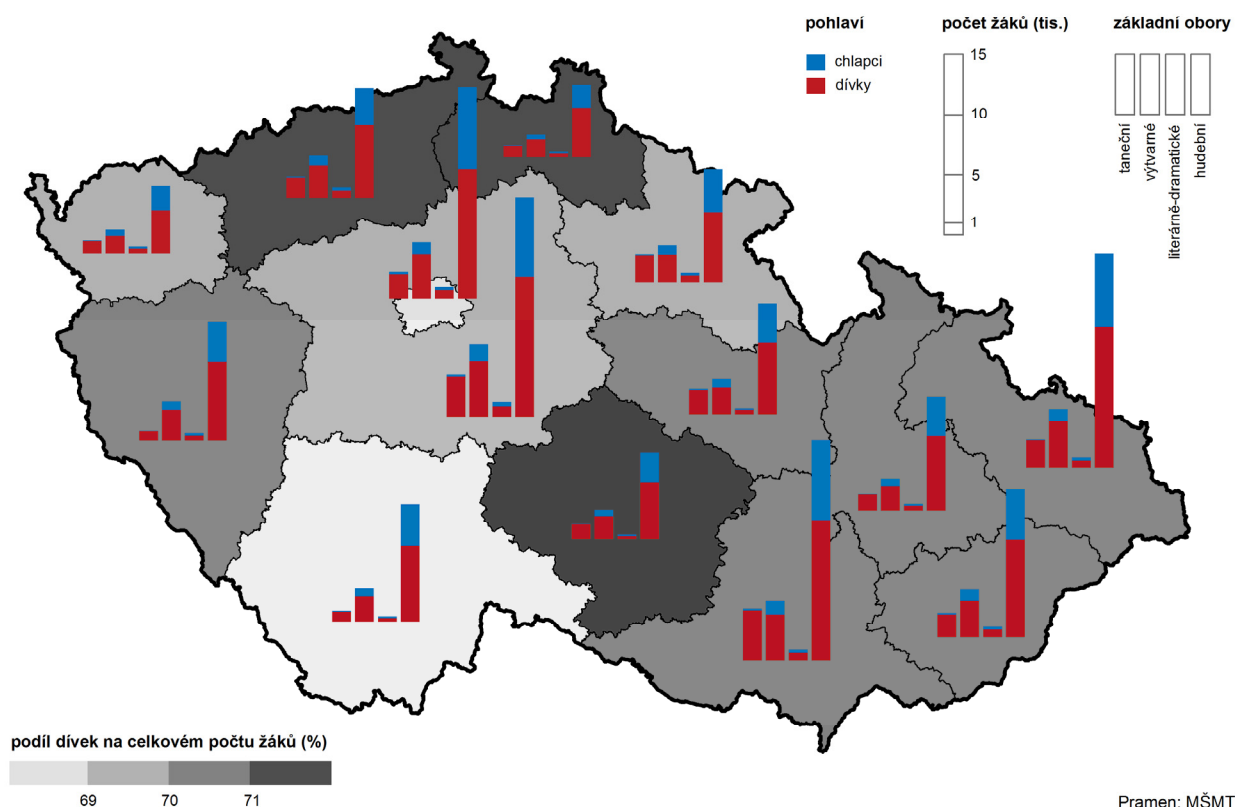 pohlaví
chlapci
dívky
počet žáků (tis.)
15
10
5
1
základní obory
taneční
výtvarné
literárně-dramatické
hudební
podíl dívek na celkovém počtu žáků (%)
69
70
71
Pramen: MŠMT